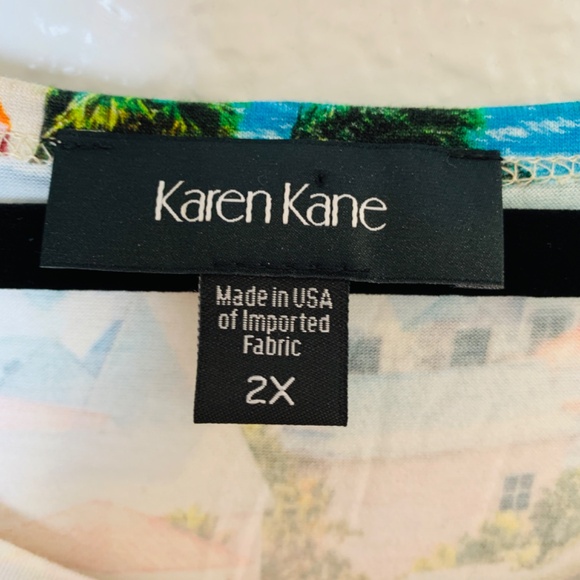 Karen Kane
Made in USA
of Imported
Fabric
2X